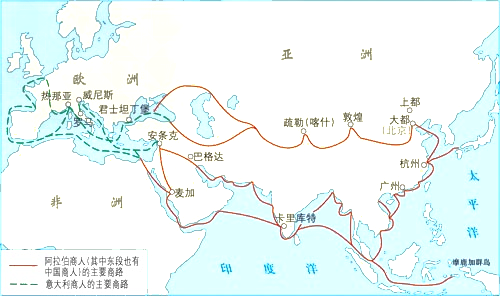 亚 洲
欧 洲
热那亚
威尼斯
罗马
君士坦丁堡
上都
大都
(北京)
敦煌
疏勒(喀什)
安条克
巴格达
杭州
广州
麦加
卡里库特
非 洲
太平洋
印 度 洋
摩鹿加群岛
阿拉伯商人(其中东段也有
中国商人)的主要商路
意大利商人的主要商路